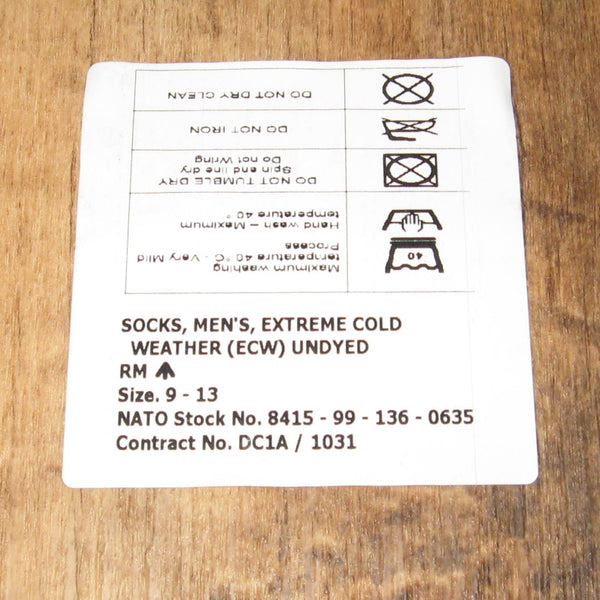 Maximum washing
temperature 40 °C - Very Mild
Process
40
Hand wash – Maximum
temperature 40 °
DO NOT TUMBLE DRY
Spin and line dry
Do not Wring
DO NOT IRON
DO NOT DRY CLEAN
SOCKS, MEN'S, EXTREME COLD
WEATHER (ECW) UNDYED
RM
Size. 9 - 13
NATO Stock No. 8415 - 99 - 136 - 0635
Contract No. DC1A / 1031